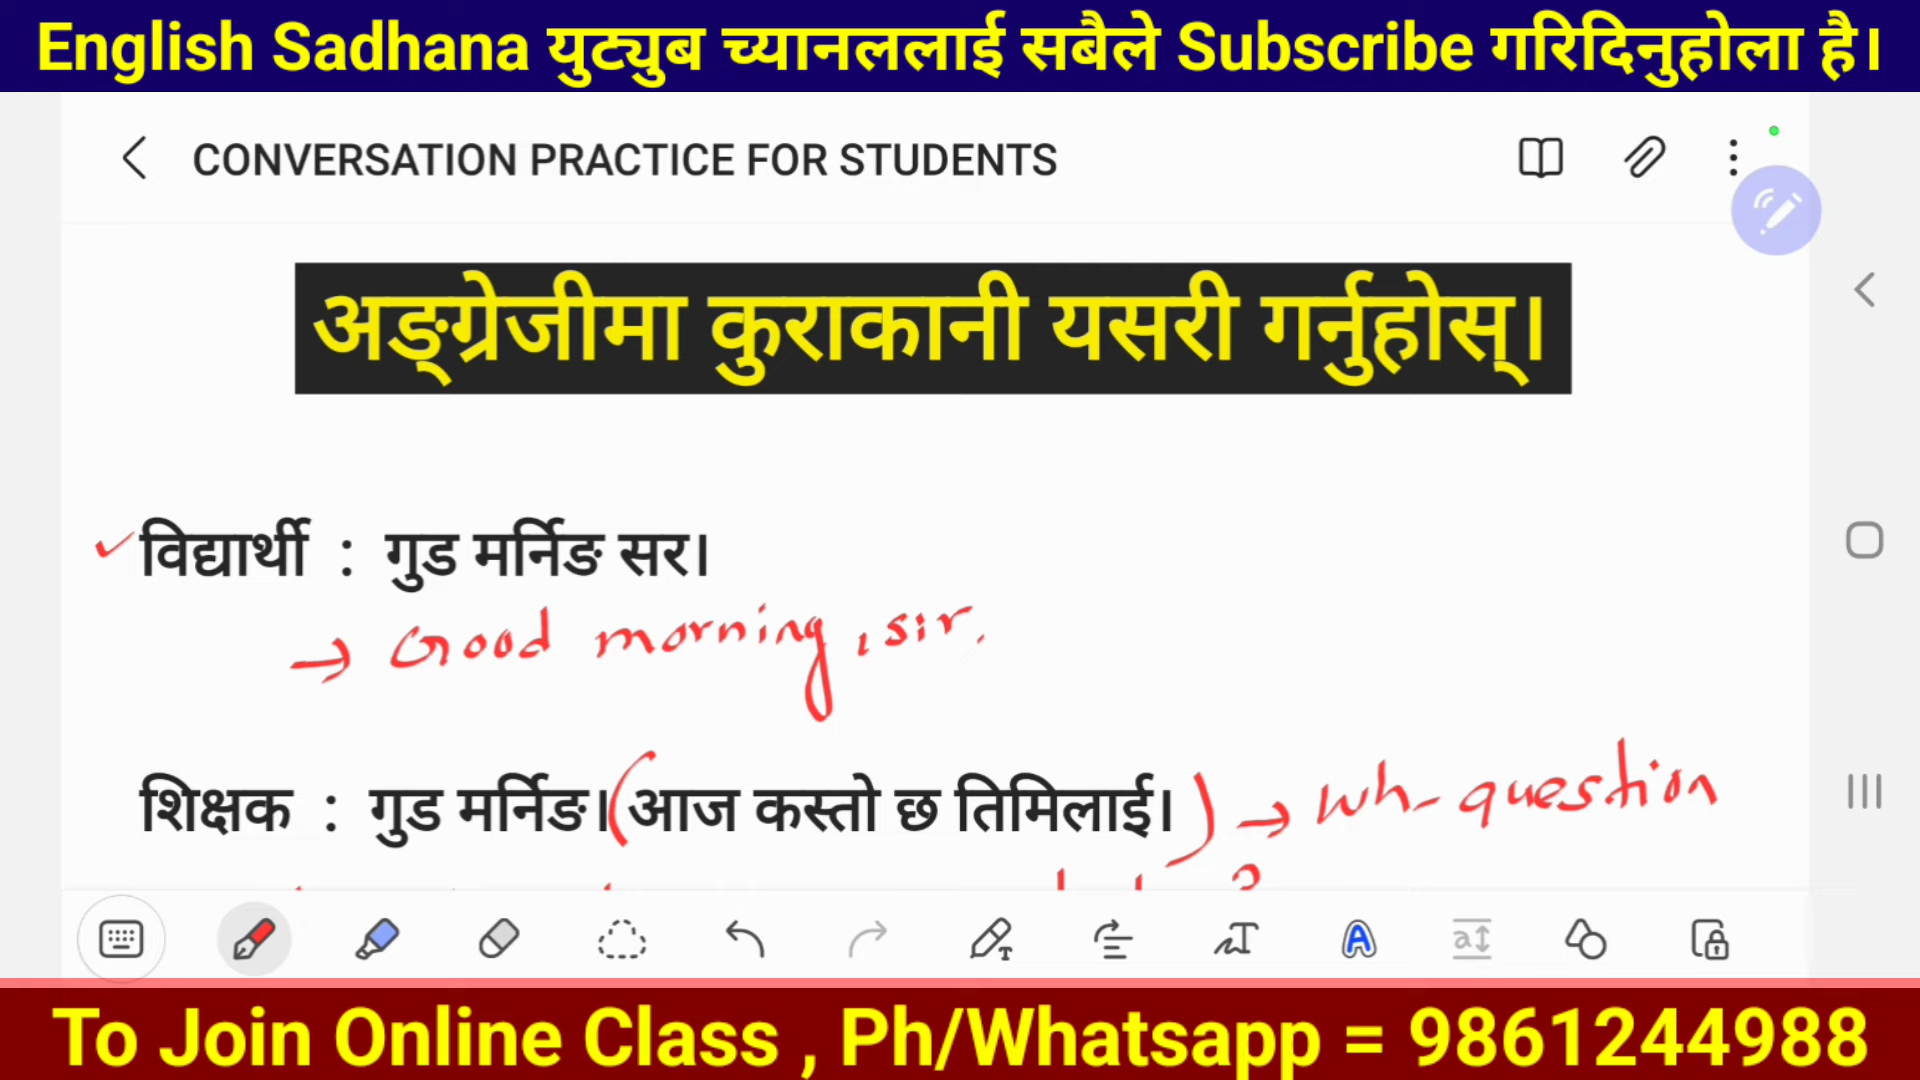 English Sadhana युट्युब च्यानललाई सबैले Subscribe गरिदिनुहोला है।
CONVERSATION PRACTICE FOR STUDENTS
अङ्ग्रेजीमा कुराकानी यसरी गर्नुहोस्।
विद्यार्थी : गुड मर्निङ सर।
→ Good morning, sir.
शिक्षक : गुड मर्निङ। (आज कस्तो छ तिमिलाई।) → wh-question
To Join Online Class , Ph/Whatsapp = 9861244988